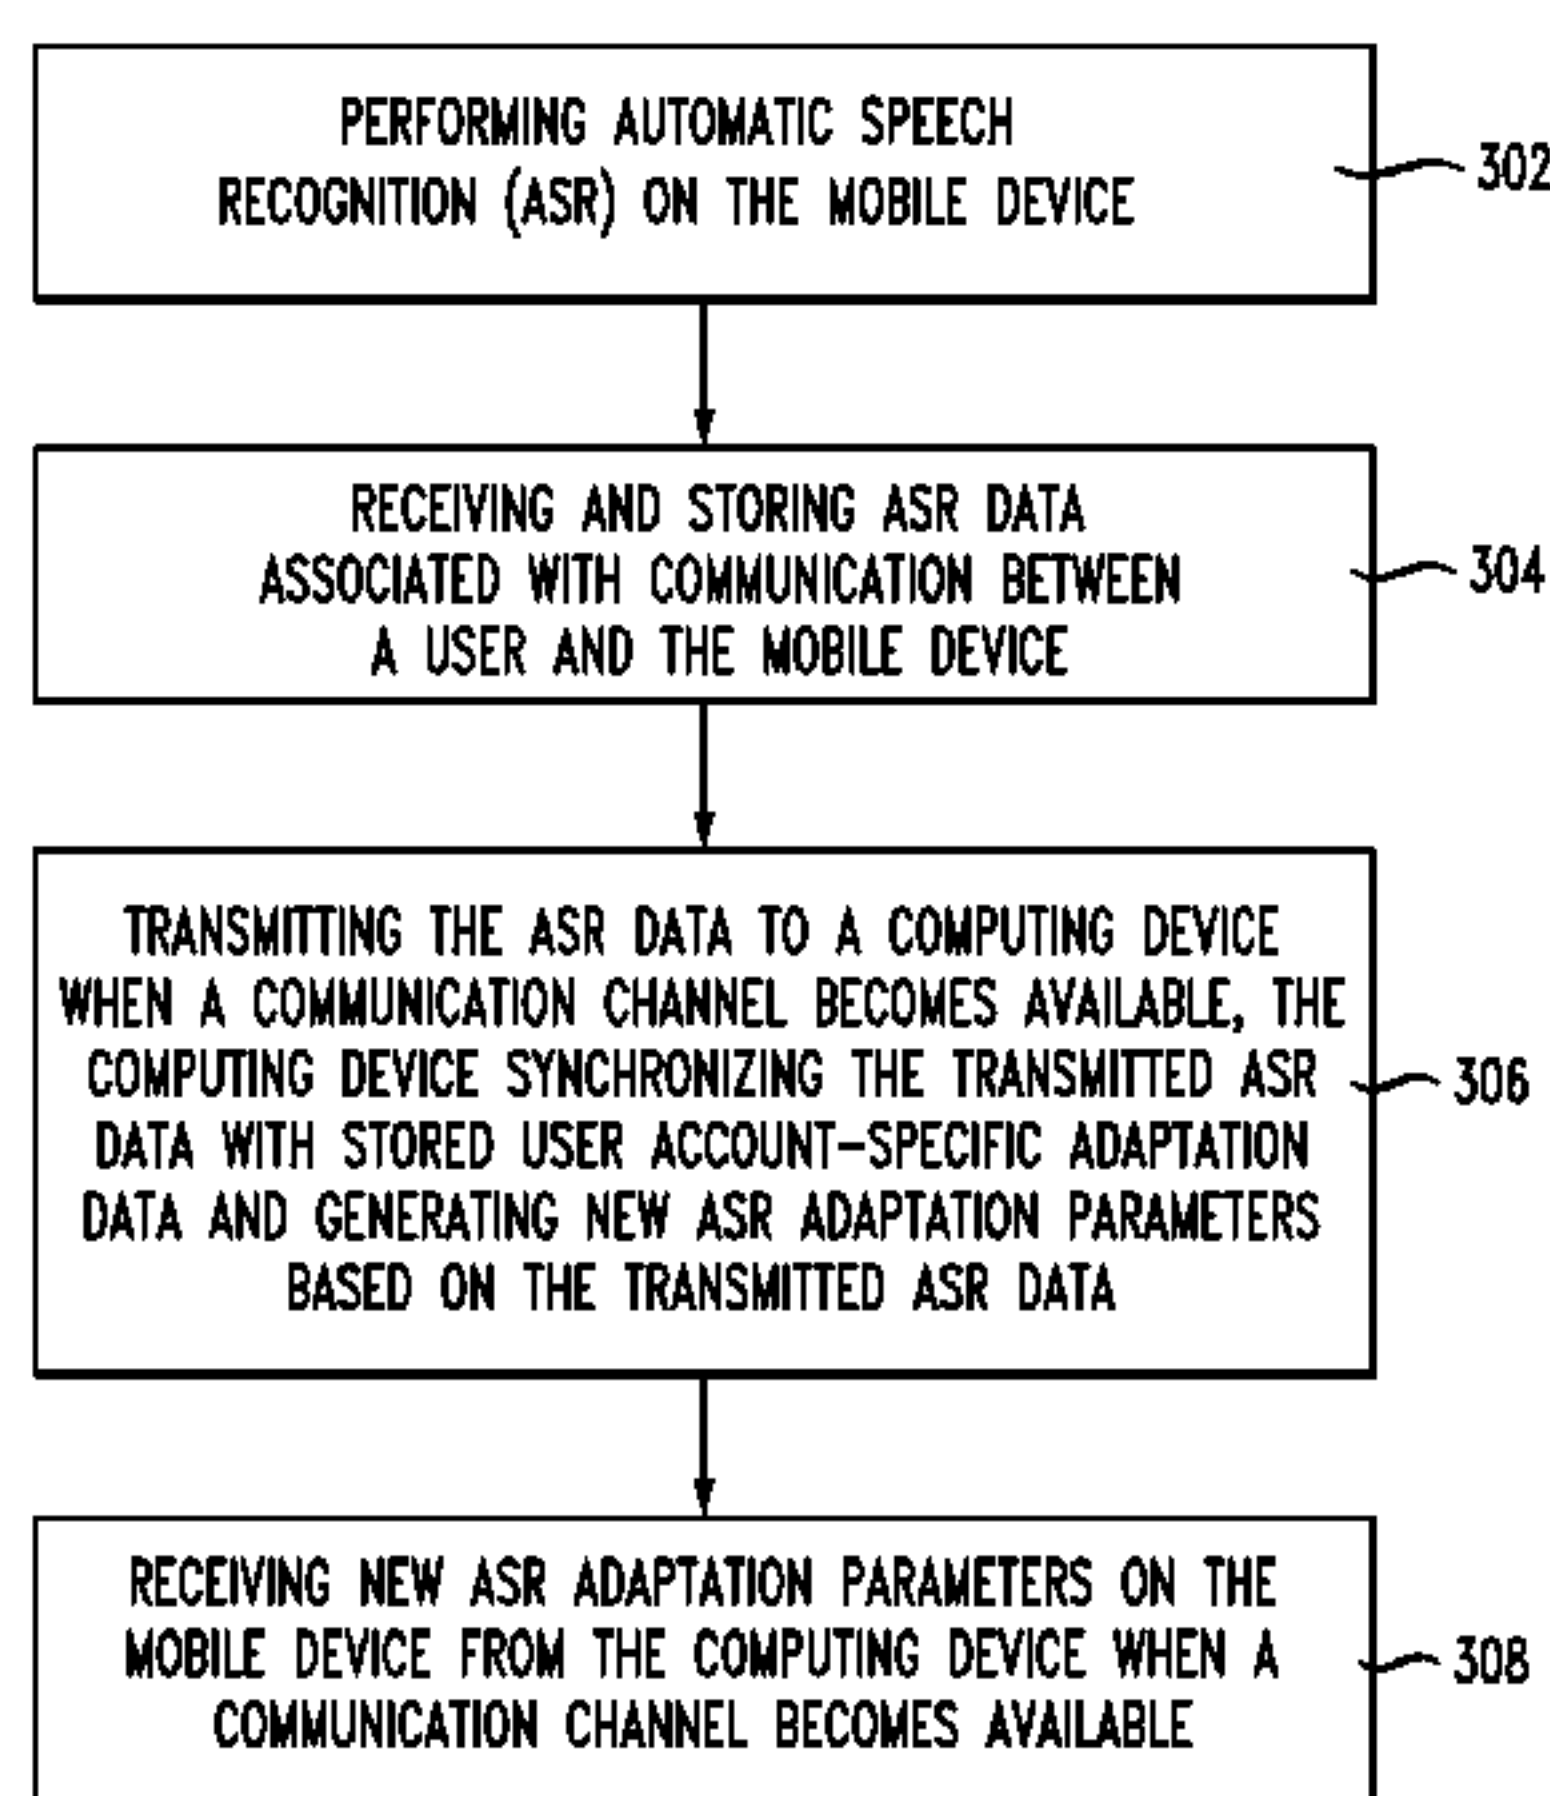 PERFORMING AUTOMATIC SPEECH
RECOGNITION (ASR) ON THE MOBILE DEVICE
302
RECEIVING AND STORING ASR DATA
ASSOCIATED WITH COMMUNICATION BETWEEN
A USER AND THE MOBILE DEVICE
304
TRANSMITTING THE ASR DATA TO A COMPUTING DEVICE
WHEN A COMMUNICATION CHANNEL BECOMES AVAILABLE, THE
COMPUTING DEVICE SYNCHRONIZING THE TRANSMITTED ASR
DATA WITH STORED USER ACCOUNT-SPECIFIC ADAPTATION
DATA AND GENERATING NEW ASR ADAPTATION PARAMETERS
BASED ON THE TRANSMITTED ASR DATA
306
RECEIVING NEW ASR ADAPTATION PARAMETERS ON THE
MOBILE DEVICE FROM THE COMPUTING DEVICE WHEN A
COMMUNICATION CHANNEL BECOMES AVAILABLE
308